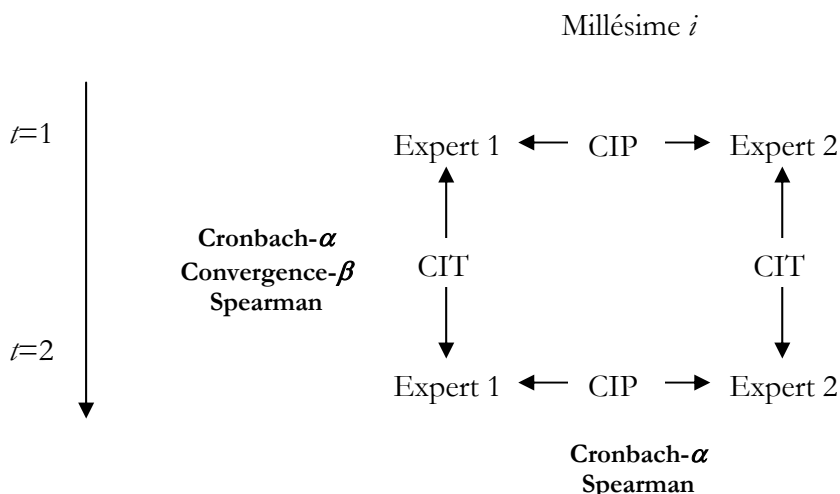 Millésime i
t=1
Expert 1 CIP Expert 2
Cronbach-α
Convergence-β
Spearman
CIT CIT
t=2
Expert 1 CIP Expert 2
Cronbach-α
Spearman